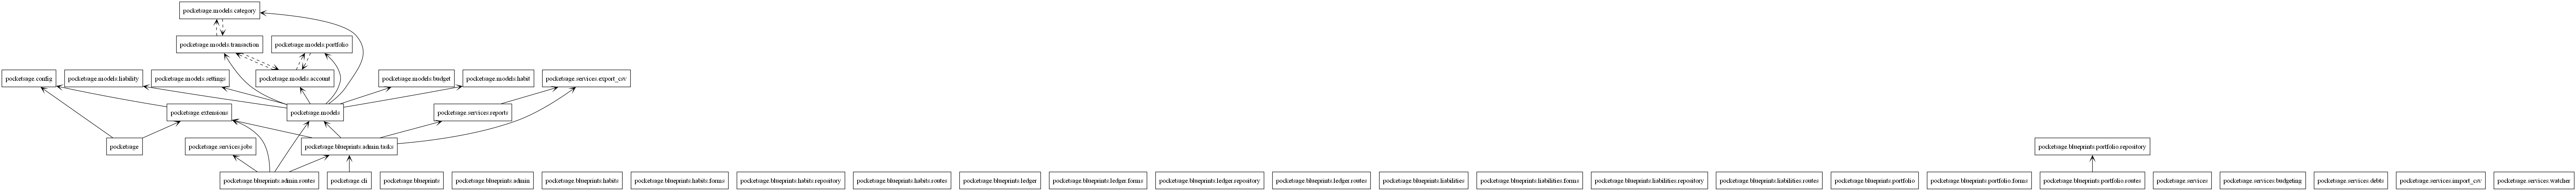 pocketsage.models.category
pocketsage.models.transaction
pocketsage.models.portfolio
pocketsage.config
pocketsage.models.liability
pocketsage.models.settings
pocketsage.models.account
pocketsage.models.budget
pocketsage.models.habit
pocketsage.services.export_csv
pocketsage.extensions
pocketsage.models
pocketsage.services.reports
pocketsage
pocketsage.services.jobs
pocketsage.blueprints.admin.tasks
pocketsage.blueprints.portfolio.repository
pocketsage.blueprints.admin.routes
pocketsage.cli
pocketsage.blueprints
pocketsage.blueprints.admin
pocketsage.blueprints.habits
pocketsage.blueprints.habits.forms
pocketsage.blueprints.habits.repository
pocketsage.blueprints.habits.routes
pocketsage.blueprints.ledger
pocketsage.blueprints.ledger.forms
pocketsage.blueprints.ledger.repository
pocketsage.blueprints.ledger.routes
pocketsage.blueprints.liabilities
pocketsage.blueprints.liabilities.forms
pocketsage.blueprints.liabilities.repository
pocketsage.blueprints.liabilities.routes
pocketsage.blueprints.portfolio
pocketsage.blueprints.portfolio.forms
pocketsage.blueprints.portfolio.routes
pocketsage.services
pocketsage.services.budgeting
pocketsage.services.debts
pocketsage.services.import_csv
pocketsage.services.watcher